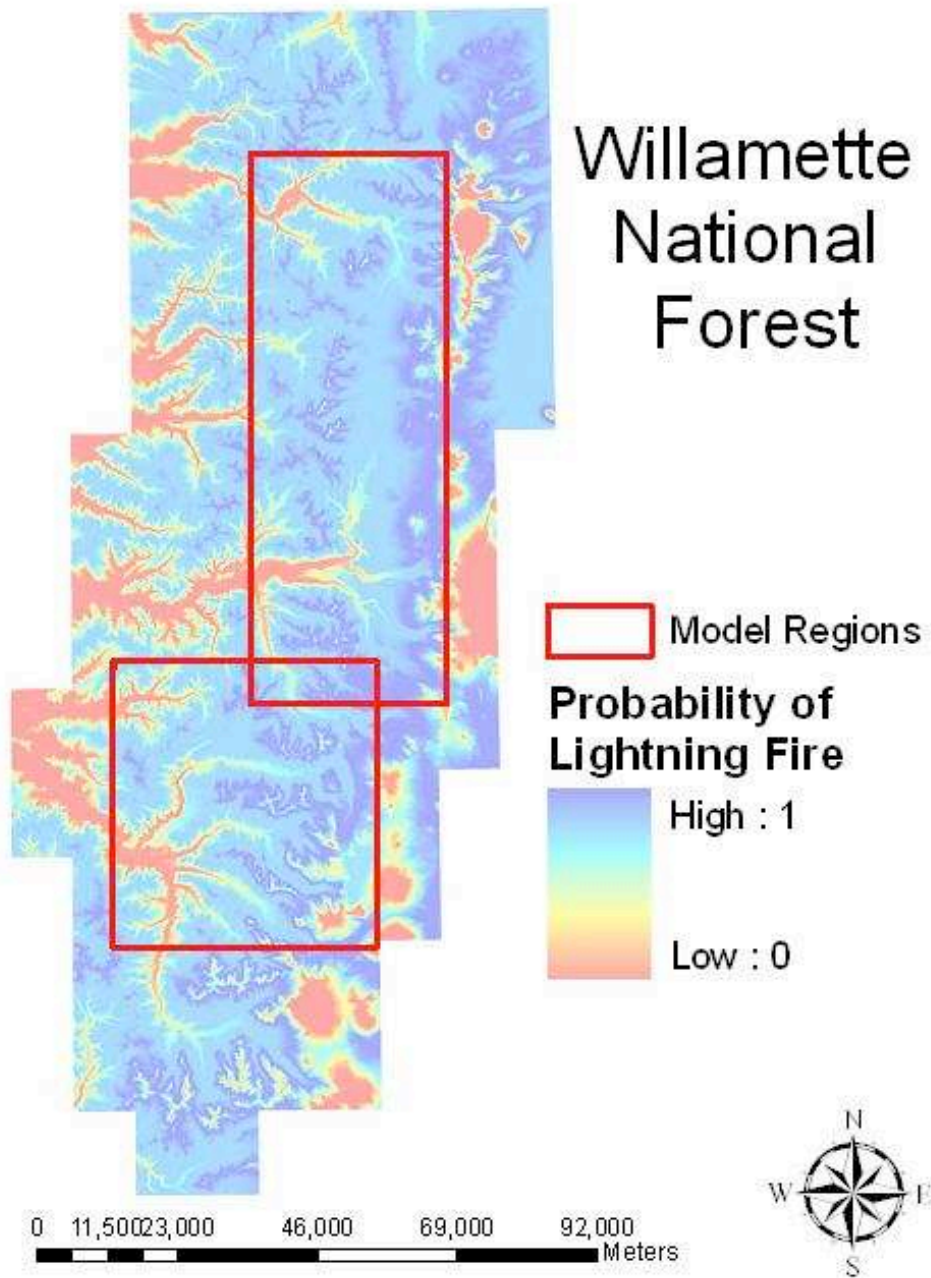 Willamette
National
Forest
Model Regions
Probability of
Lightning Fire
High : 1
Low : 0
N
W E
S
0 11,500 23,000 46,000 69,000 92,000
Meters